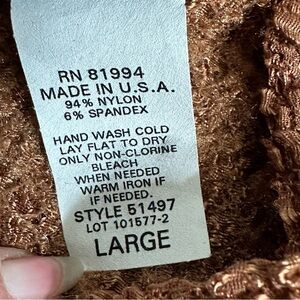 RN 81994
MADE IN U.S.A.
94% NYLON
6% SPANDEX
HAND WASH COLD
LAY FLAT TO DRY
ONLY NON-CLORINE
BLEACH
WHEN NEEDED
WARM IRON IF
IF NEEDED.
STYLE 51497
LOT 101577-2
LARGE